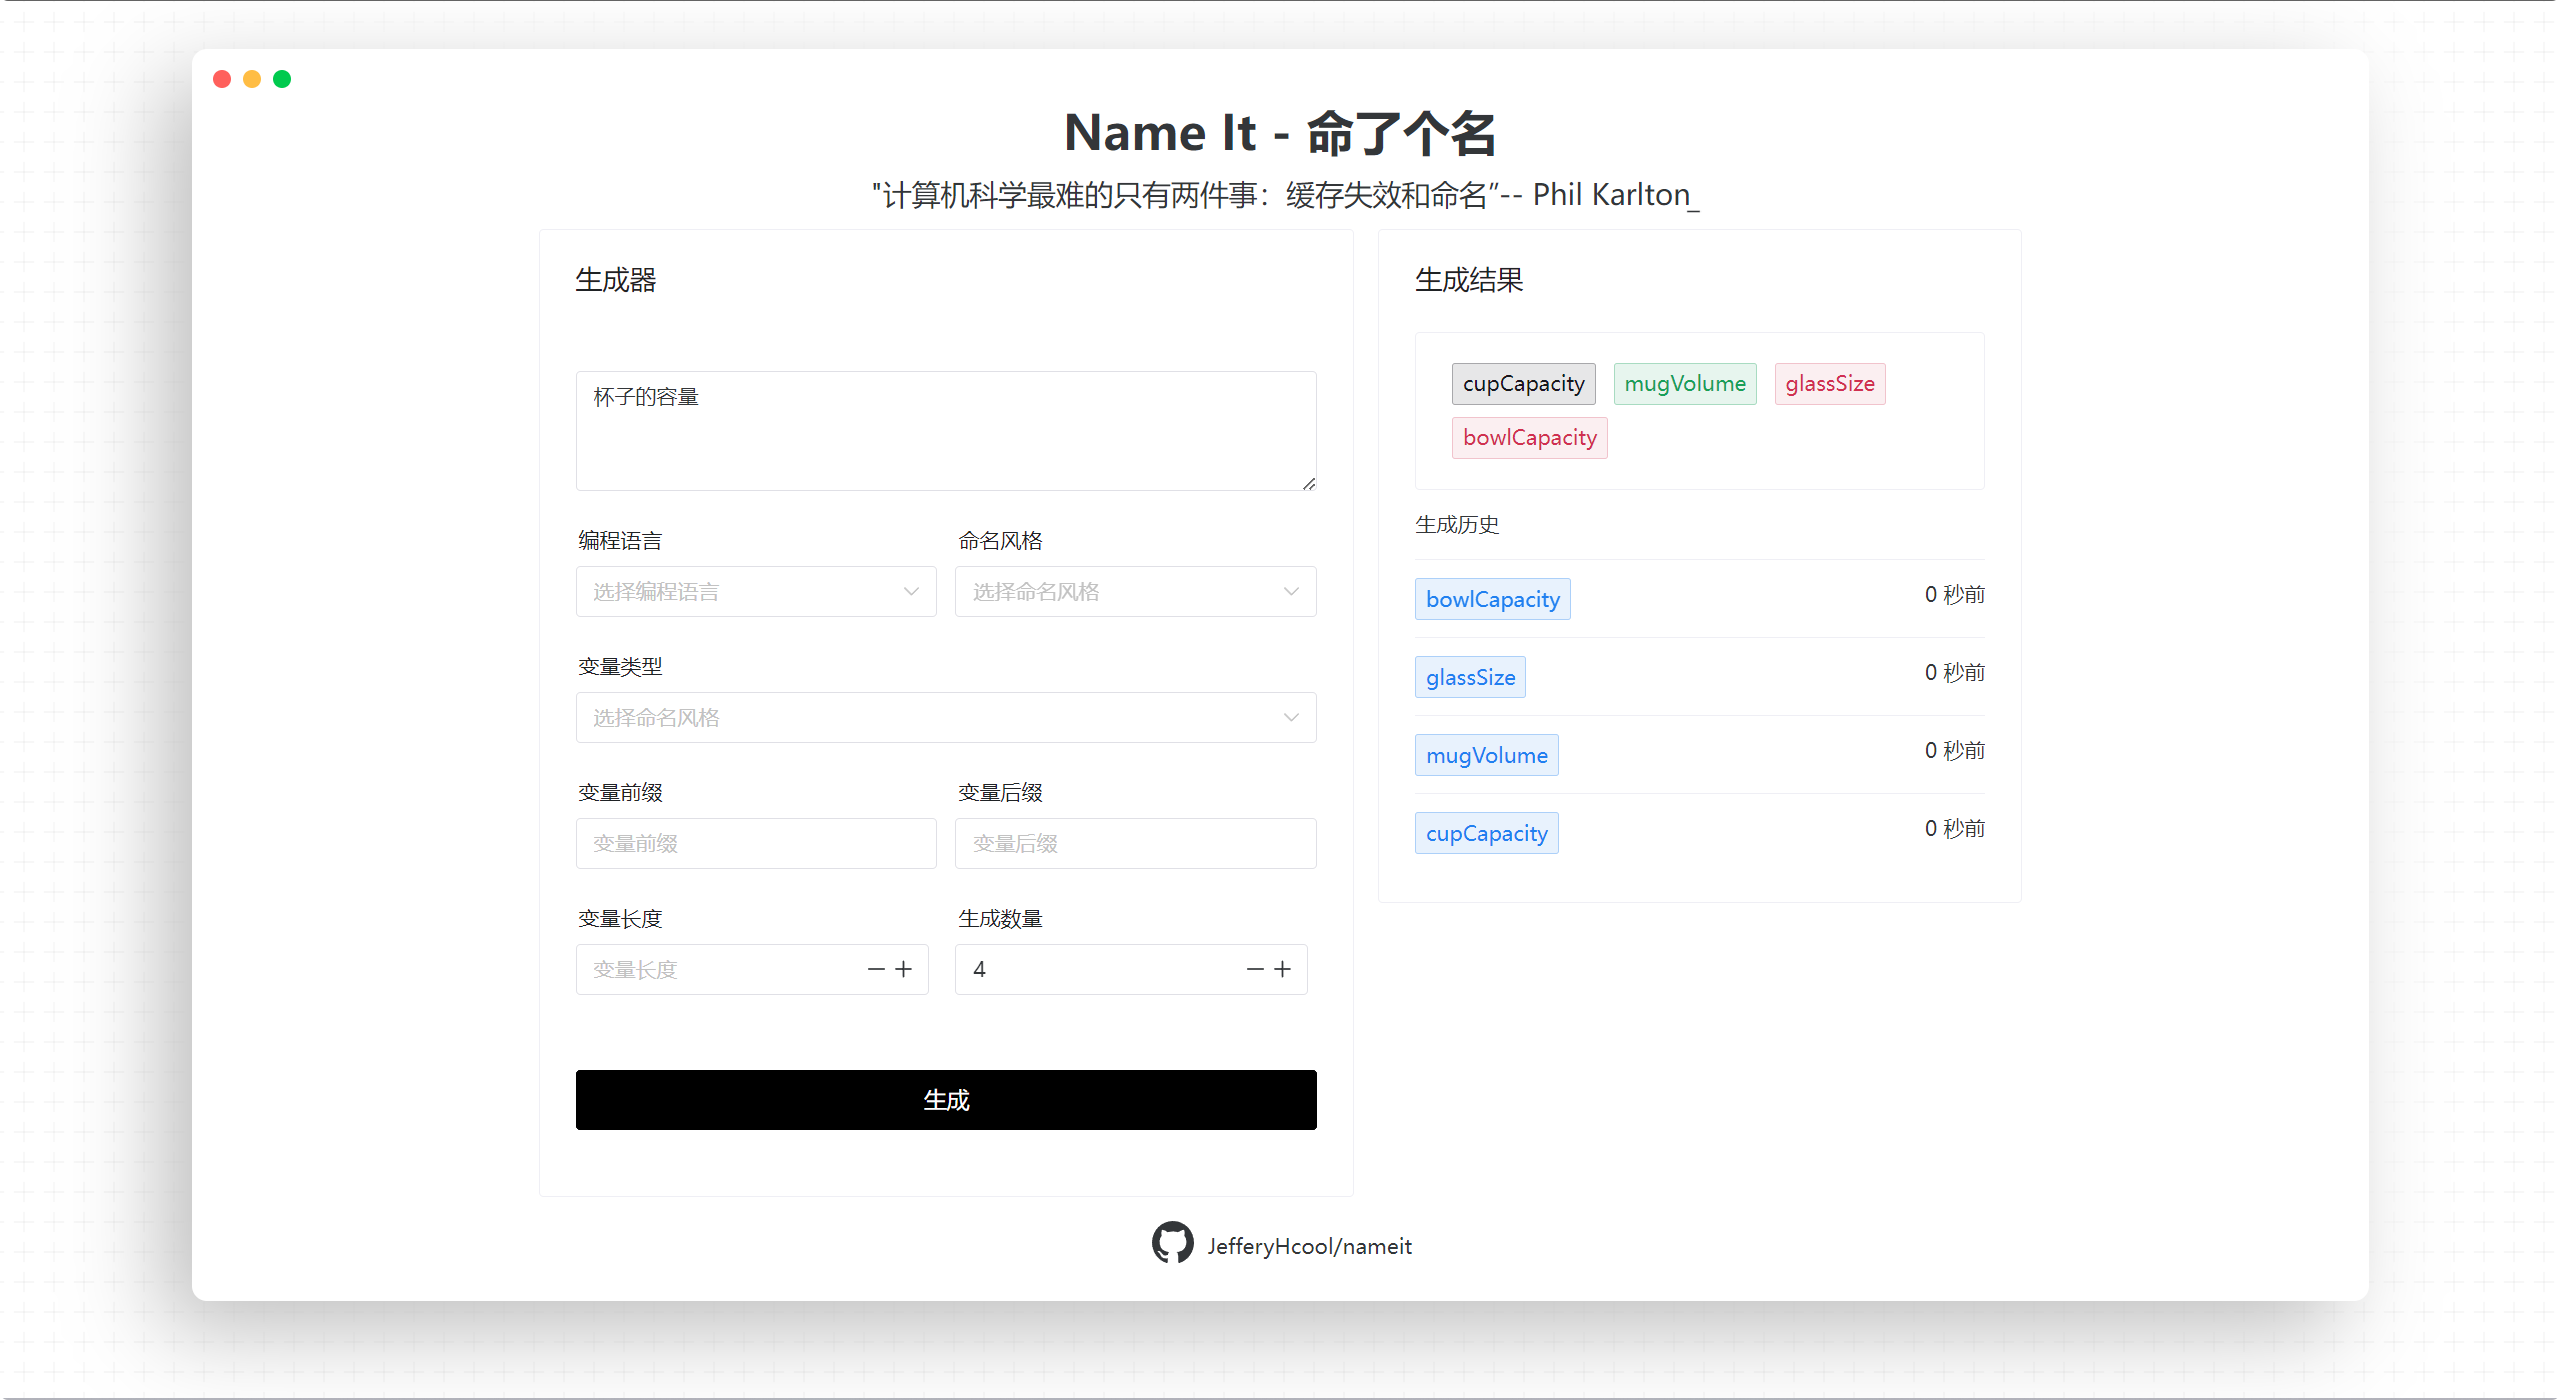 Name It - 命了个名
"计算机科学最难的只有两件事：缓存失效和命名”-- Phil Karlton_
生成器
杯子的容量
编程语言 命名风格
选择编程语言 选择命名风格
变量类型
选择命名风格
变量前缀 变量后缀
变量前缀 变量后缀
变量长度 生成数量
变量长度 4
生成
生成结果
cupCapacity mugVolume glassSize
bowlCapacity
生成历史
bowlCapacity 0 秒前
glassSize 0 秒前
mugVolume 0 秒前
cupCapacity 0 秒前
JefferyHcool/nameit